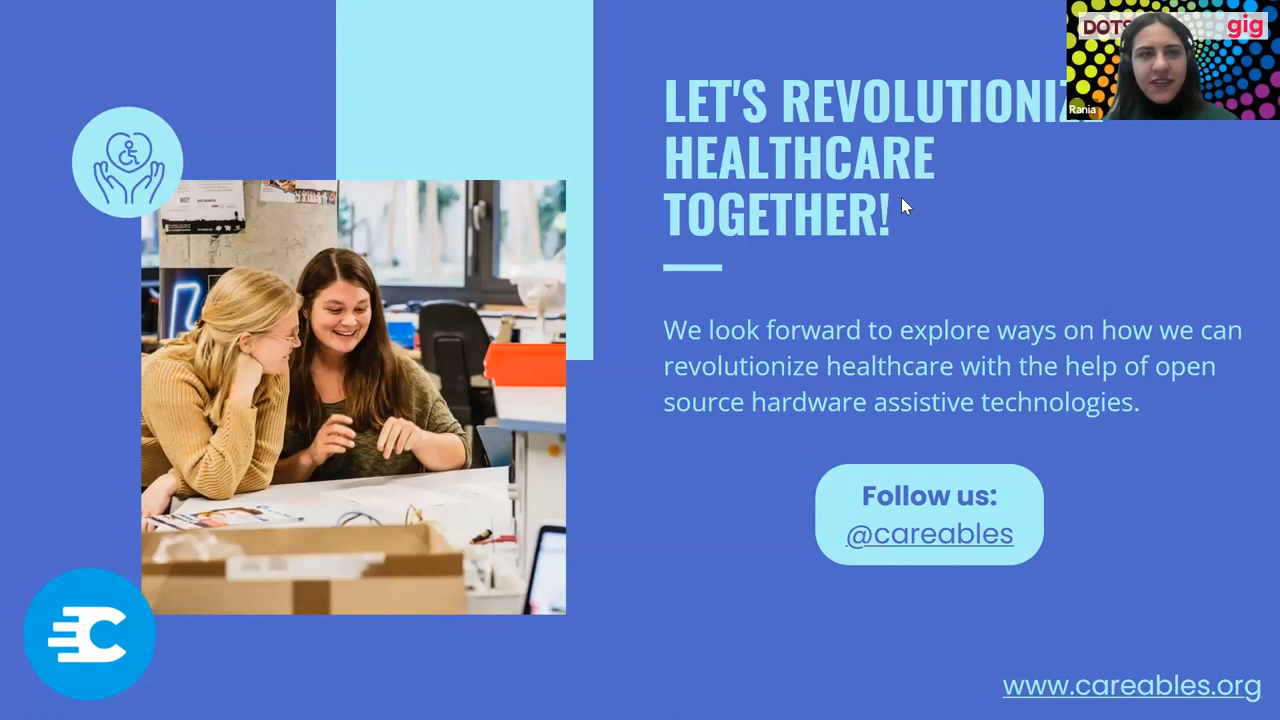 DOTS
gig
Rania
LET'S REVOLUTIONIZE
HEALTHCARE
TOGETHER!
We look forward to explore ways on how we can
revolutionize healthcare with the help of open
source hardware assistive technologies.
Follow us:
@careables
www.careables.org